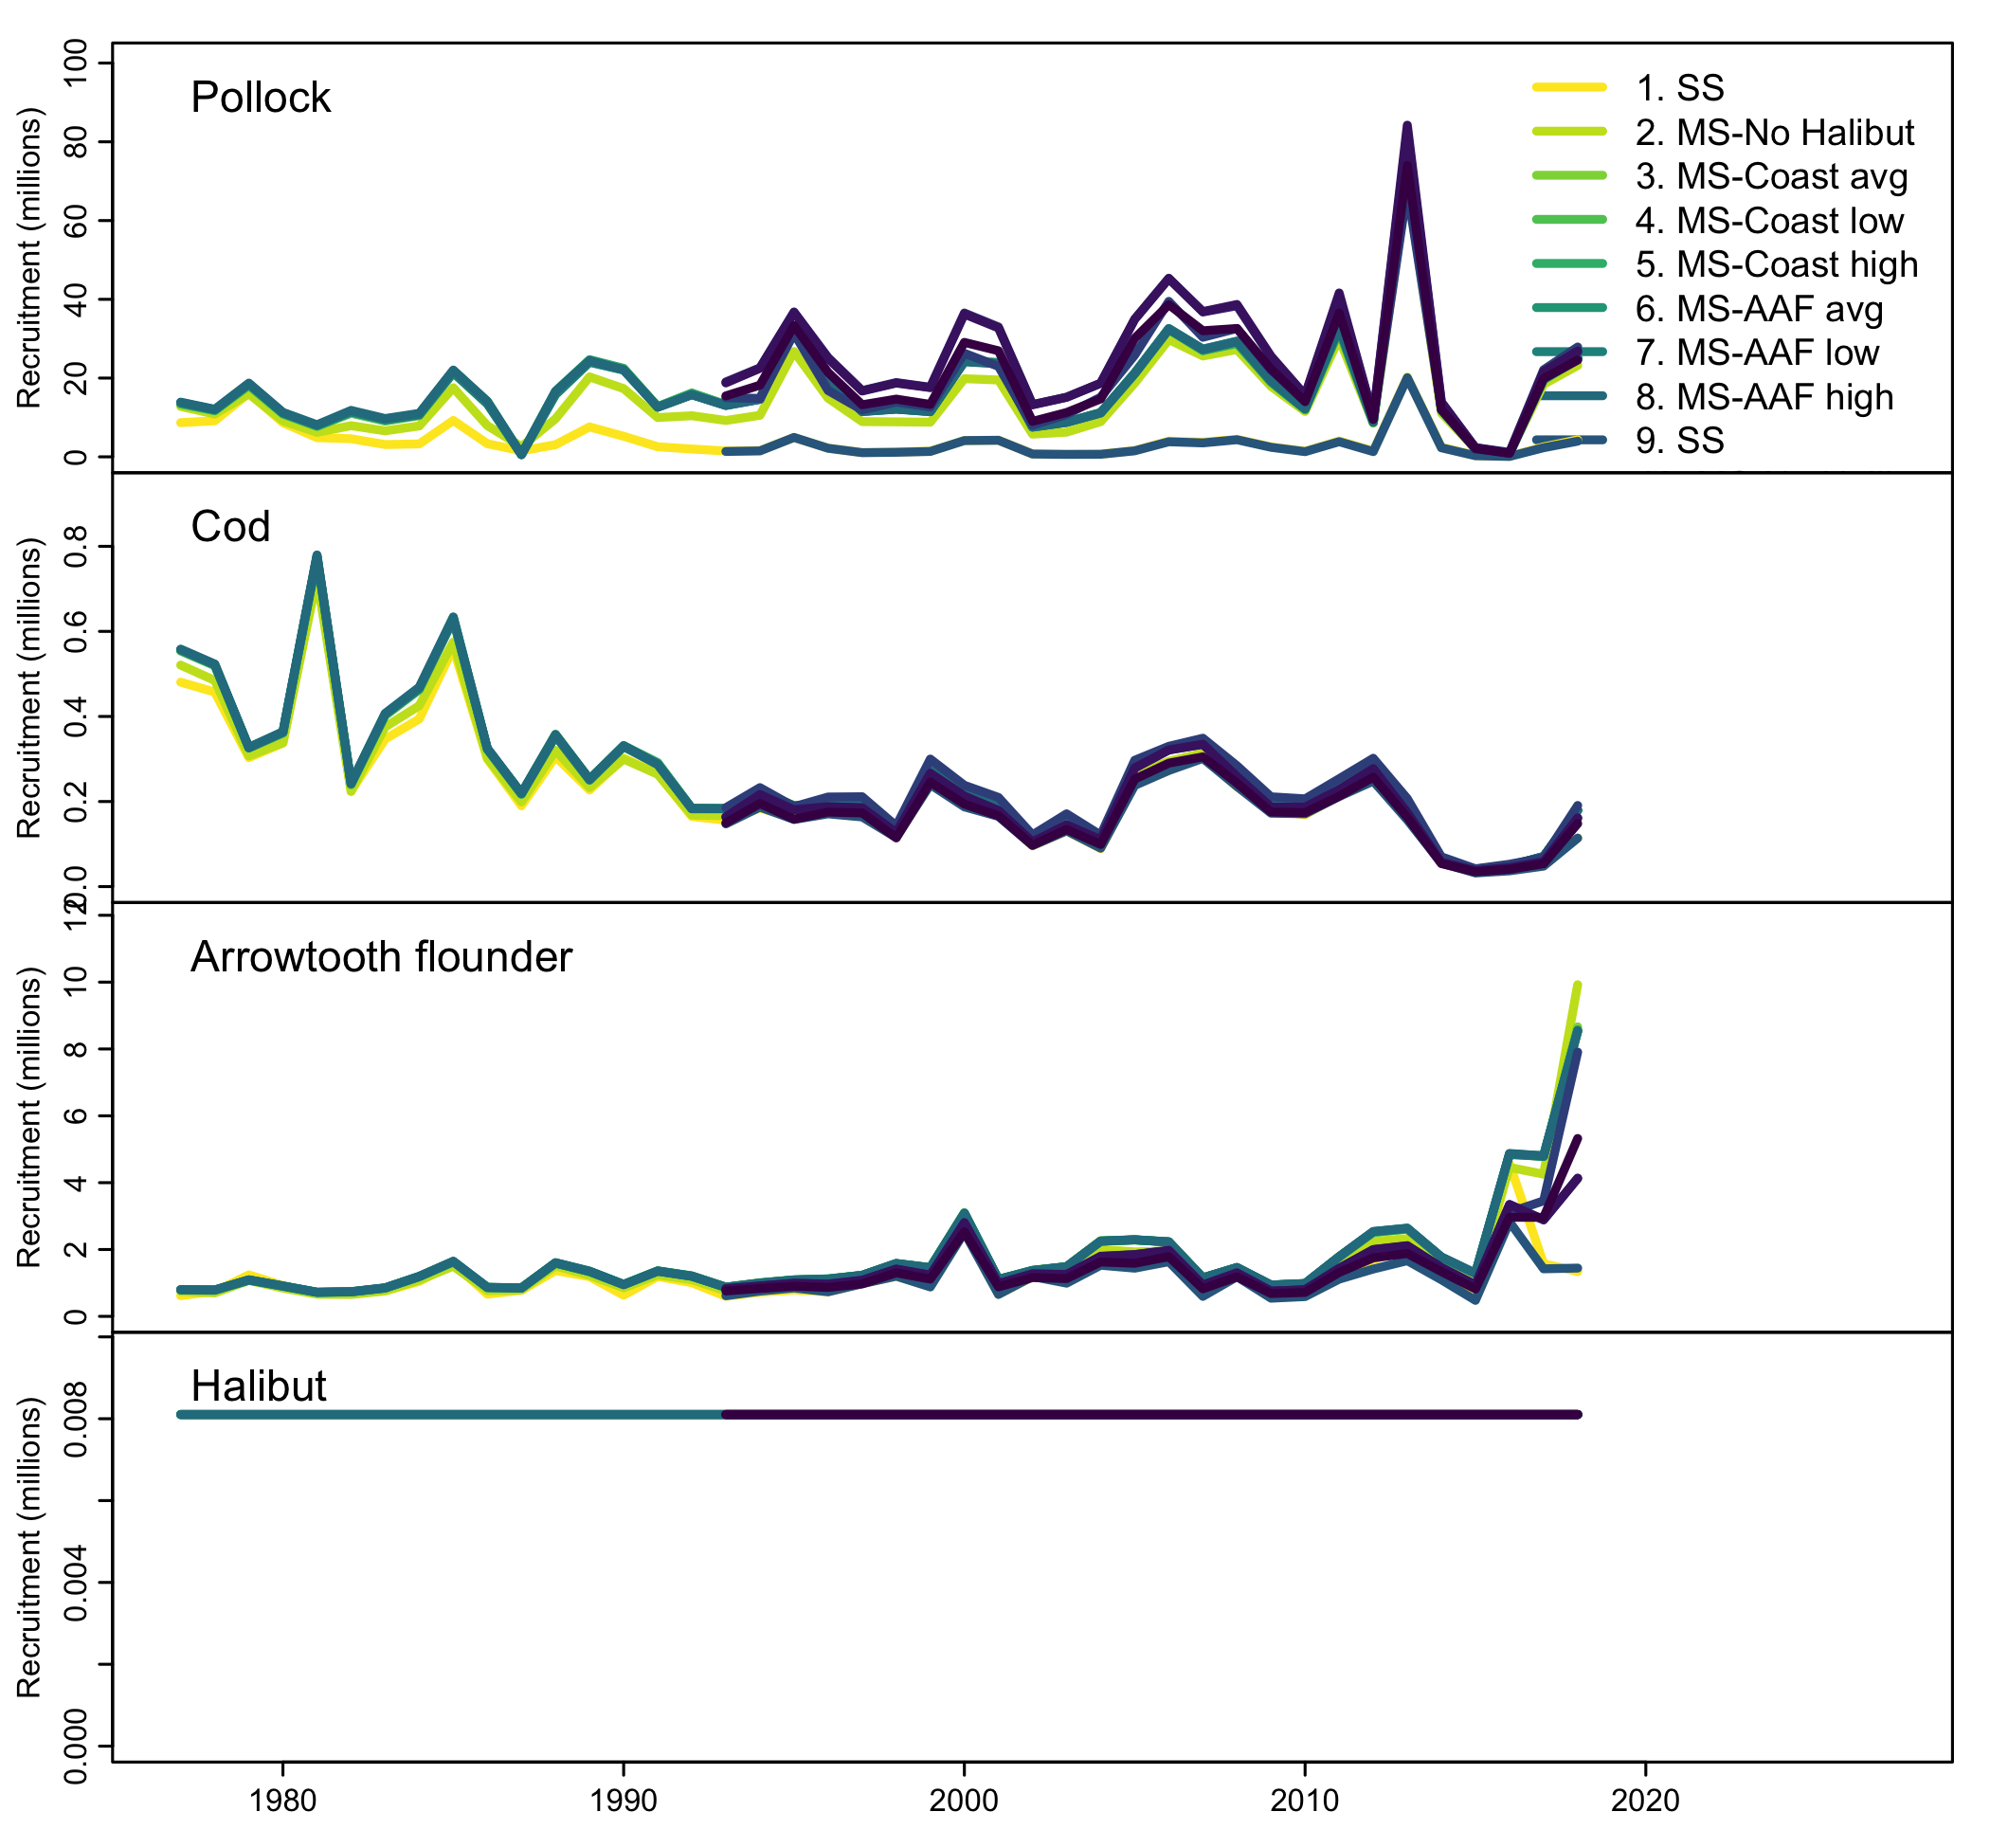 Pollock
Recruitment (millions)
0 20 40 60 80 100
1. SS
2. MS-No Halibut
3. MS-Coast avg
4. MS-Coast low
5. MS-Coast high
6. MS-AAF avg
7. MS-AAF low
8. MS-AAF high
9. SS
Cod
Recruitment (millions)
0.0 0.2 0.4 0.6 0.8
Arrowtooth flounder
Recruitment (millions)
0 2 4 6 8 10 12
Halibut
Recruitment (millions)
0.000 0.004 0.008
1980 1990 2000 2010 2020